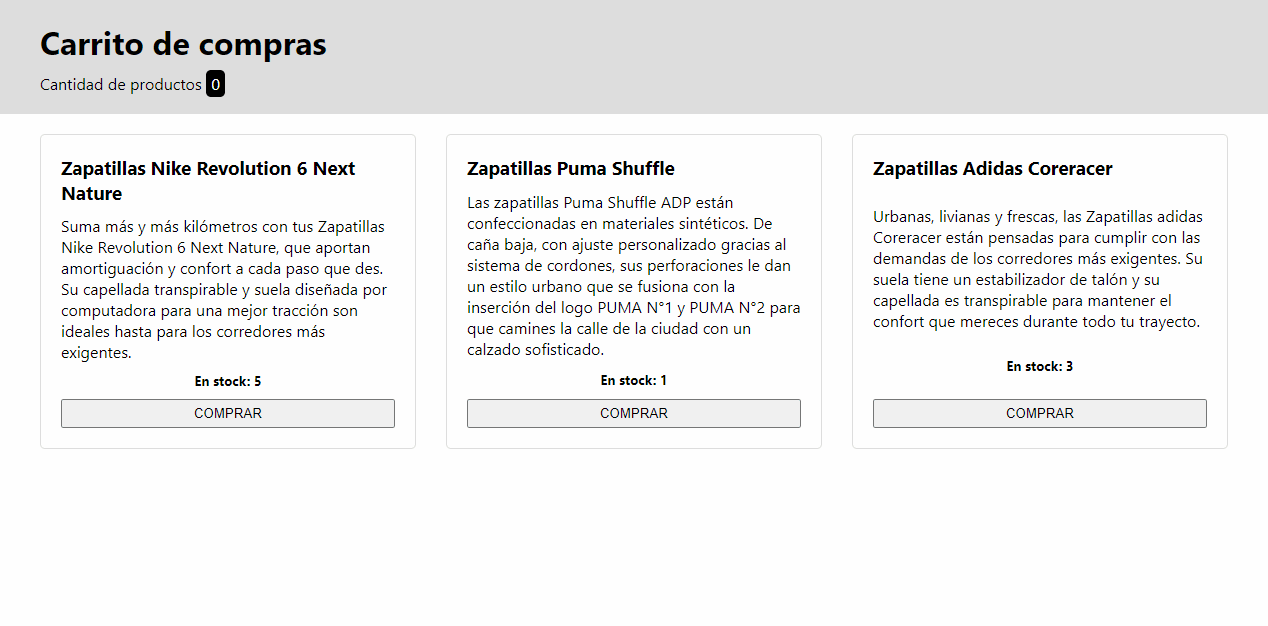 Carrito de compras
Cantidad de productos 0
Zapatillas Nike Revolution 6 Next
Nature
Suma más y más kilómetros con tus Zapatillas
Nike Revolution 6 Next Nature, que aportan
amortiguación y confort a cada paso que des.
Su capellada transpirable y suela diseñada por
computadora para una mejor tracción son
ideales hasta para los corredores más
exigentes.
En stock: 5
COMPRAR
Zapatillas Puma Shuffle
Las zapatillas Puma Shuffle ADP están
confeccionadas en materiales sintéticos. De
caña baja, con ajuste personalizado gracias al
sistema de cordones, sus perforaciones le dan
un estilo urbano que se fusiona con la
inserción del logo PUMA N°1 y PUMA N°2 para
que camines la calle de la ciudad con un
calzado sofisticado.
En stock: 1
COMPRAR
Zapatillas Adidas Coreracer
Urbanas, livianas y frescas, las Zapatillas adidas
Coreracer están pensadas para cumplir con las
demandas de los corredores más exigentes. Su
suela tiene un estabilizador de talón y su
capellada es transpirable para mantener el
confort que mereces durante todo tu trayecto.
En stock: 3
COMPRAR